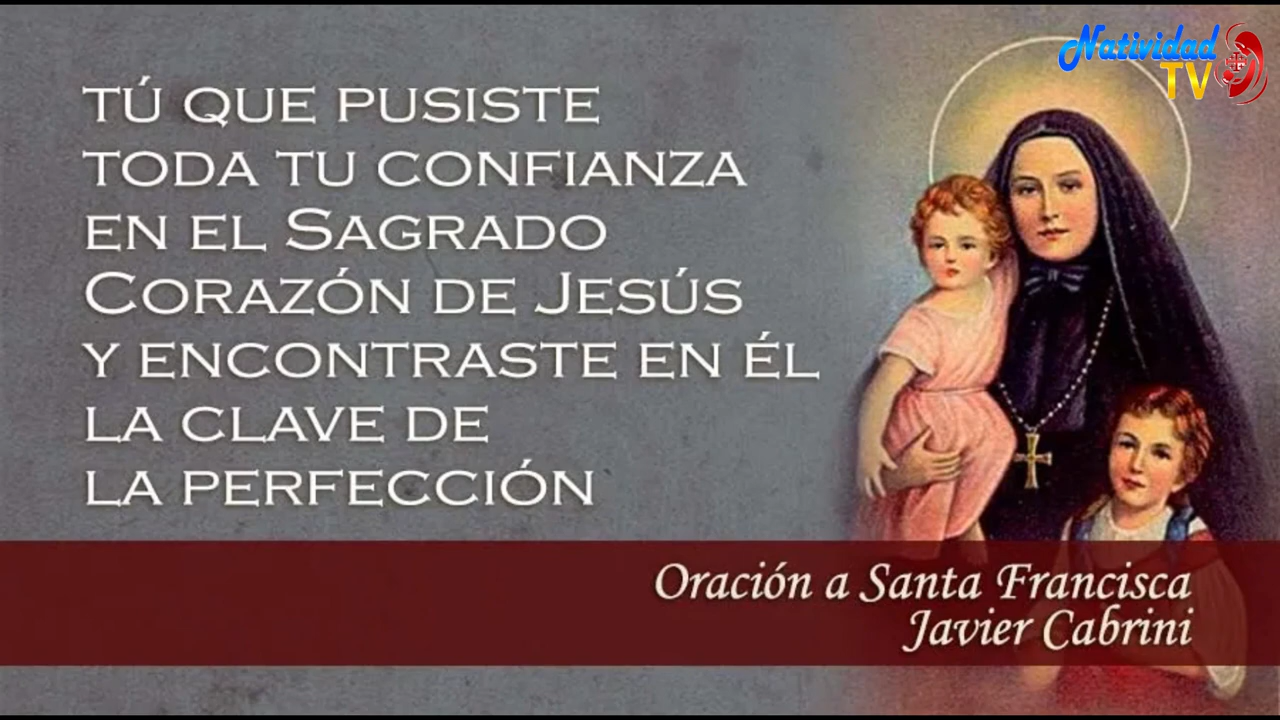 Natividad
TV
TÚ QUE PUSISTE
TODA TU CONFIANZA
EN EL SAGRADO
CORAZÓN DE JESÚS
Y ENCONTRASTE EN ÉL
LA CLAVE DE
LA PERFECCIÓN
Oración a Santa Francisca
Javier Cabrini